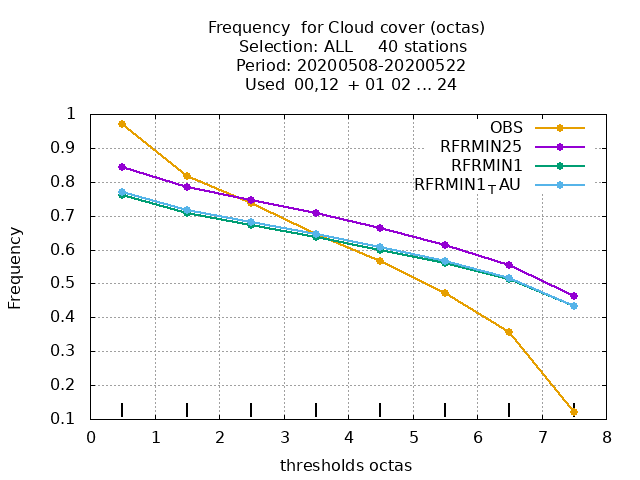 Frequency for Cloud cover (octas)
Selection: ALL 40 stations
Period: 20200508-20200522
Used 00,12 + 01 02 ... 24
1
0.9
0.8
0.7
0.6
0.5
0.4
0.3
0.2
0.1
Frequency
OBS
RFRMIN25
RFRMIN1
RFRMIN1TAU
0 1 2 3 4 5 6 7 8
thresholds octas